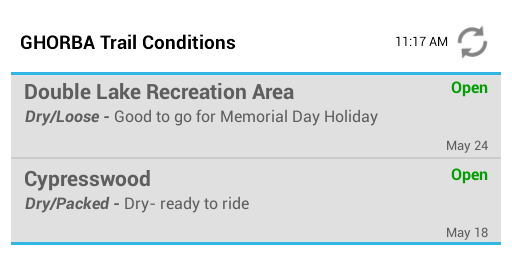 GHORBA Trail Conditions 11:17 AM
Double Lake Recreation Area Open
Dry/Loose - Good to go for Memorial Day Holiday
May 24
Cypresswood Open
Dry/Packed - Dry- ready to ride
May 18